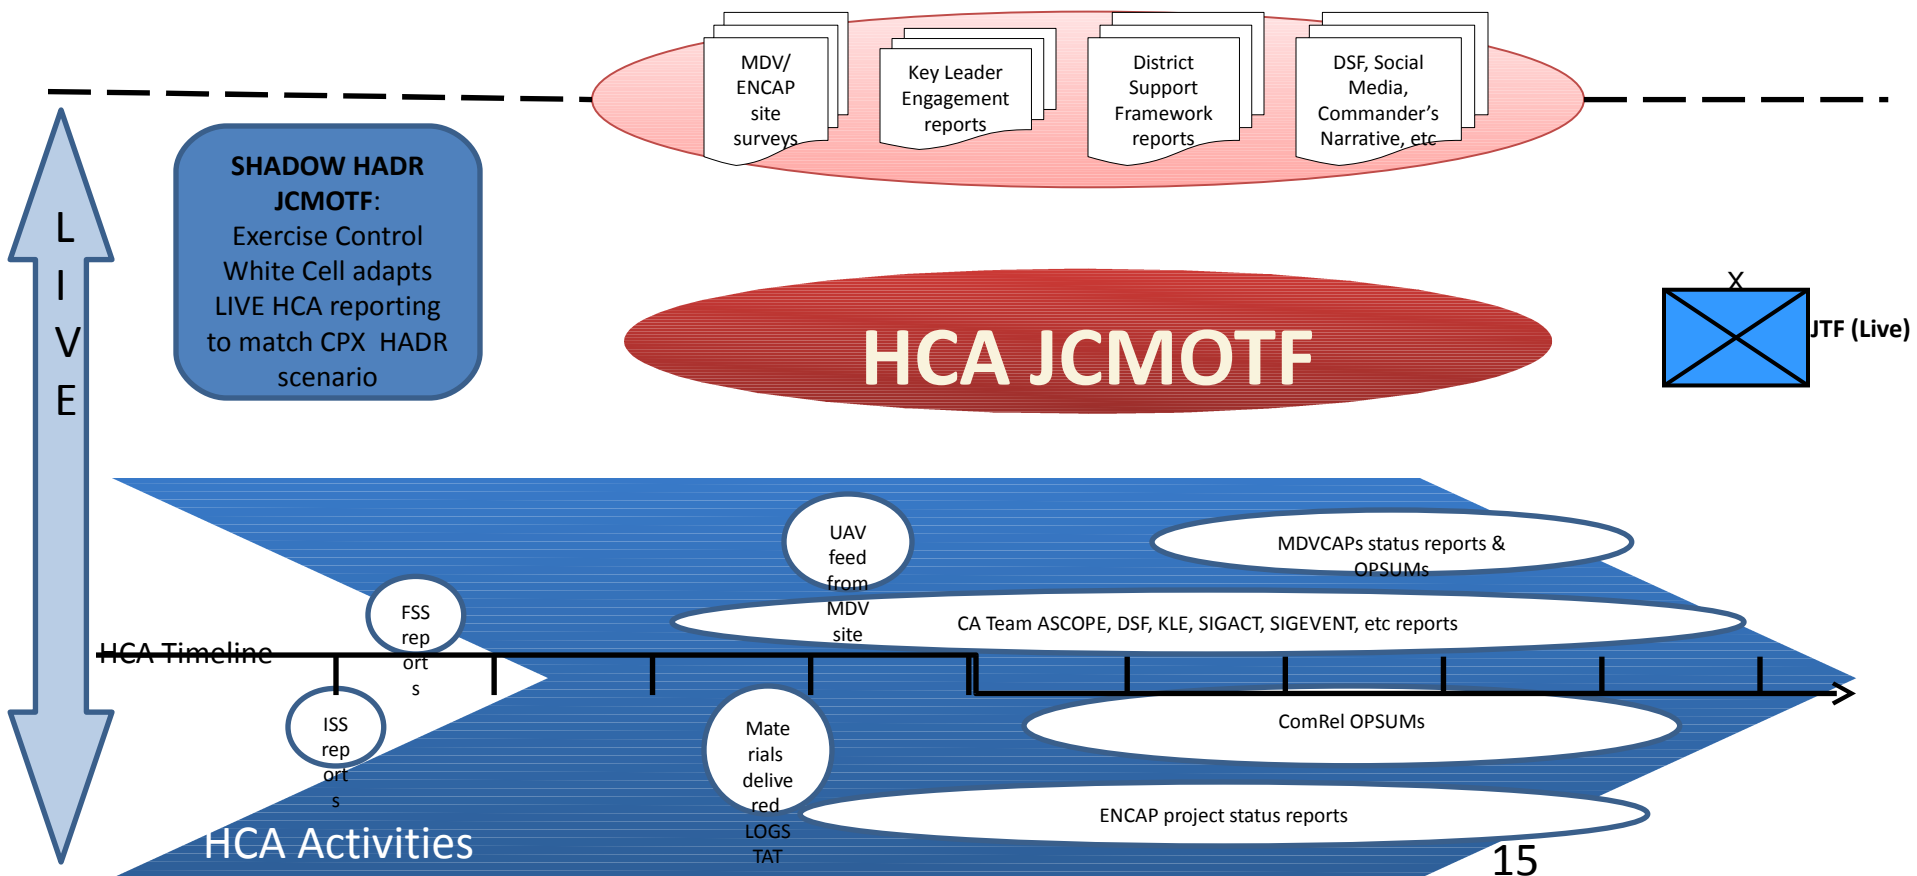 MDV/
ENCAP
site
surveys
Key Leader
Engagement
reports
District
Support
Framework
reports
DSF, Social
Media,
Commander's
Narrative, etc
L
I
V
E
SHADOW HADR
JCMOTF:
Exercise Control
White Cell adapts
LIVE HCA reporting
to match CPX HADR
scenario
HCA JCMOTF
X
JTF (Live)
UAV
feed
from
MDV
site
MDVCAPs status reports &
OPSUMs
FSS
rep
ort
s
CA Team ASCOPE, DSF, KLE, SIGACT, SIGEVENT, etc reports
HCA Timeline
ISS
rep
ort
s
Mate
rials
delive
red
LOGS
TAT
ComRel OPSUMs
ENCAP project status reports
HCA Activities
15